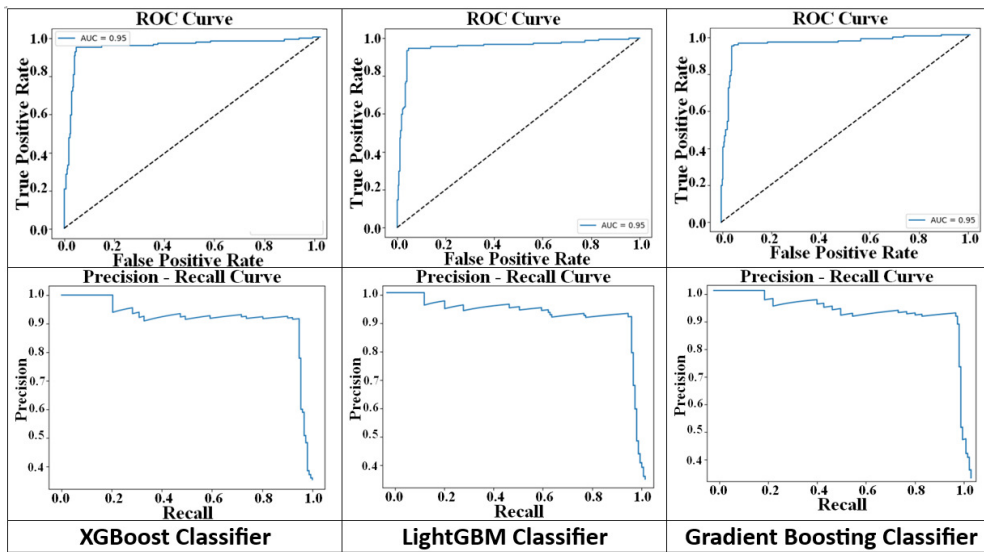 ROC Curve
AUC = 0.95
True Positive Rate
1.0
0.8
0.6
0.4
0.2
0.0
0.0 0.2 0.4 0.6 0.8 1.0
False Positive Rate
ROC Curve
True Positive Rate
1.0
0.8
0.6
0.4
0.2
0.0
AUC = 0.95
0.0 0.2 0.4 0.6 0.8 1.0
False Positive Rate
ROC Curve
True Positive Rate
1.0
0.8
0.6
0.4
0.2
0.0
AUC = 0.95
0.0 0.2 0.4 0.6 0.8 1.0
False Positive Rate
Precision - Recall Curve
Precision
1.0
0.9
0.8
0.7
0.6
0.5
0.4
0.0 0.2 0.4 0.6 0.8 1.0
Recall
Precision - Recall Curve
Precision
1.0
0.9
0.8
0.7
0.6
0.5
0.4
0.0 0.2 0.4 0.6 0.8 1.0
Recall
Precision - Recall Curve
Precision
1.0
0.9
0.8
0.7
0.6
0.5
0.4
0.0 0.2 0.4 0.6 0.8 1.0
Recall
XGBoost Classifier
LightGBM Classifier
Gradient Boosting Classifier